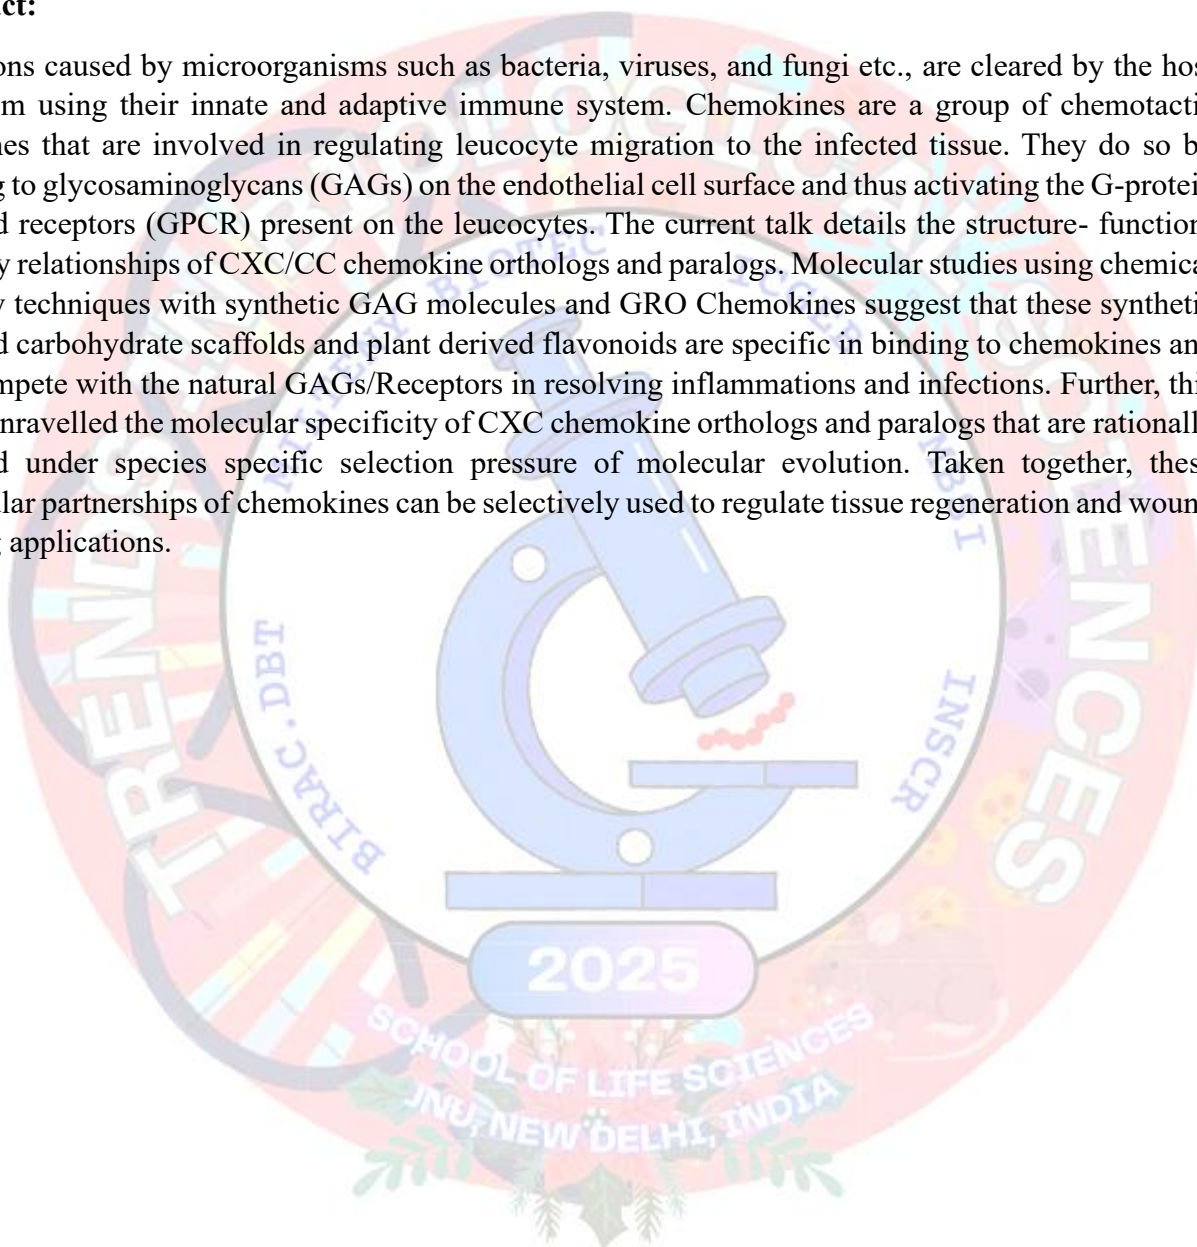 ct:
ons caused by microorganisms such as bacteria, viruses, and fungi etc., are cleared by the hos
m using their innate and adaptive immune system. Chemokines are a group of chemotacti
nes that are involved in regulating leucocyte migration to the infected tissue. They do so b
g to glycosaminoglycans (GAGs) on the endothelial cell surface and thus activating the G-protei
d receptors (GPCR) present on the leucocytes. The current talk details the structure- function
y relationships of CXC/CC chemokine orthologs and paralogs. Molecular studies using chemica
y techniques with synthetic GAG molecules and GRO Chemokines suggest that these syntheti
d carbohydrate scaffolds and plant derived flavonoids are specific in binding to chemokines an
mpete with the natural GAGs/Receptors in resolving inflammations and infections. Further, thi
nravelled the molecular specificity of CXC chemokine orthologs and paralogs that are rationall
d under species specific selection pressure of molecular evolution. Taken together, thes
lar partnerships of chemokines can be selectively used to regulate tissue regeneration and woun
g applications.
TRENDS
SCIENCES
BIRAC.DBT
BIOTEC
INSCR
2025
SCHOOL OF LIFE SCIENCES
JNU, NEW DELHI, INDIA